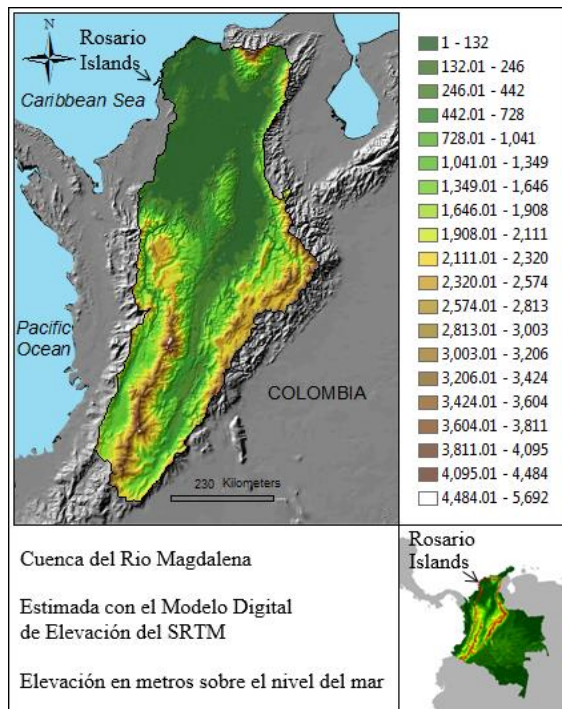 N
Rosario
Islands
Caribbean Sea
Pacific
Ocean
COLOMBIA
230 Kilometers
1 - 132
132.01 - 246
246.01 - 442
442.01 - 728
728.01 - 1,041
1,041.01 - 1,349
1,349.01 - 1,646
1,646.01 - 1,908
1,908.01 - 2,111
2,111.01 - 2,320
2,320.01 - 2,574
2,574.01 - 2,813
2,813.01 - 3,003
3,003.01 - 3,206
3,206.01 - 3,424
3,424.01 - 3,604
3,604.01 - 3,811
3,811.01 - 4,095
4,095.01 - 4,484
4,484.01 - 5,692
Cuenca del Rio Magdalena
Estimada con el Modelo Digital
de Elevación del SRTM
Elevación en metros sobre el nivel del mar
Rosario
Islands